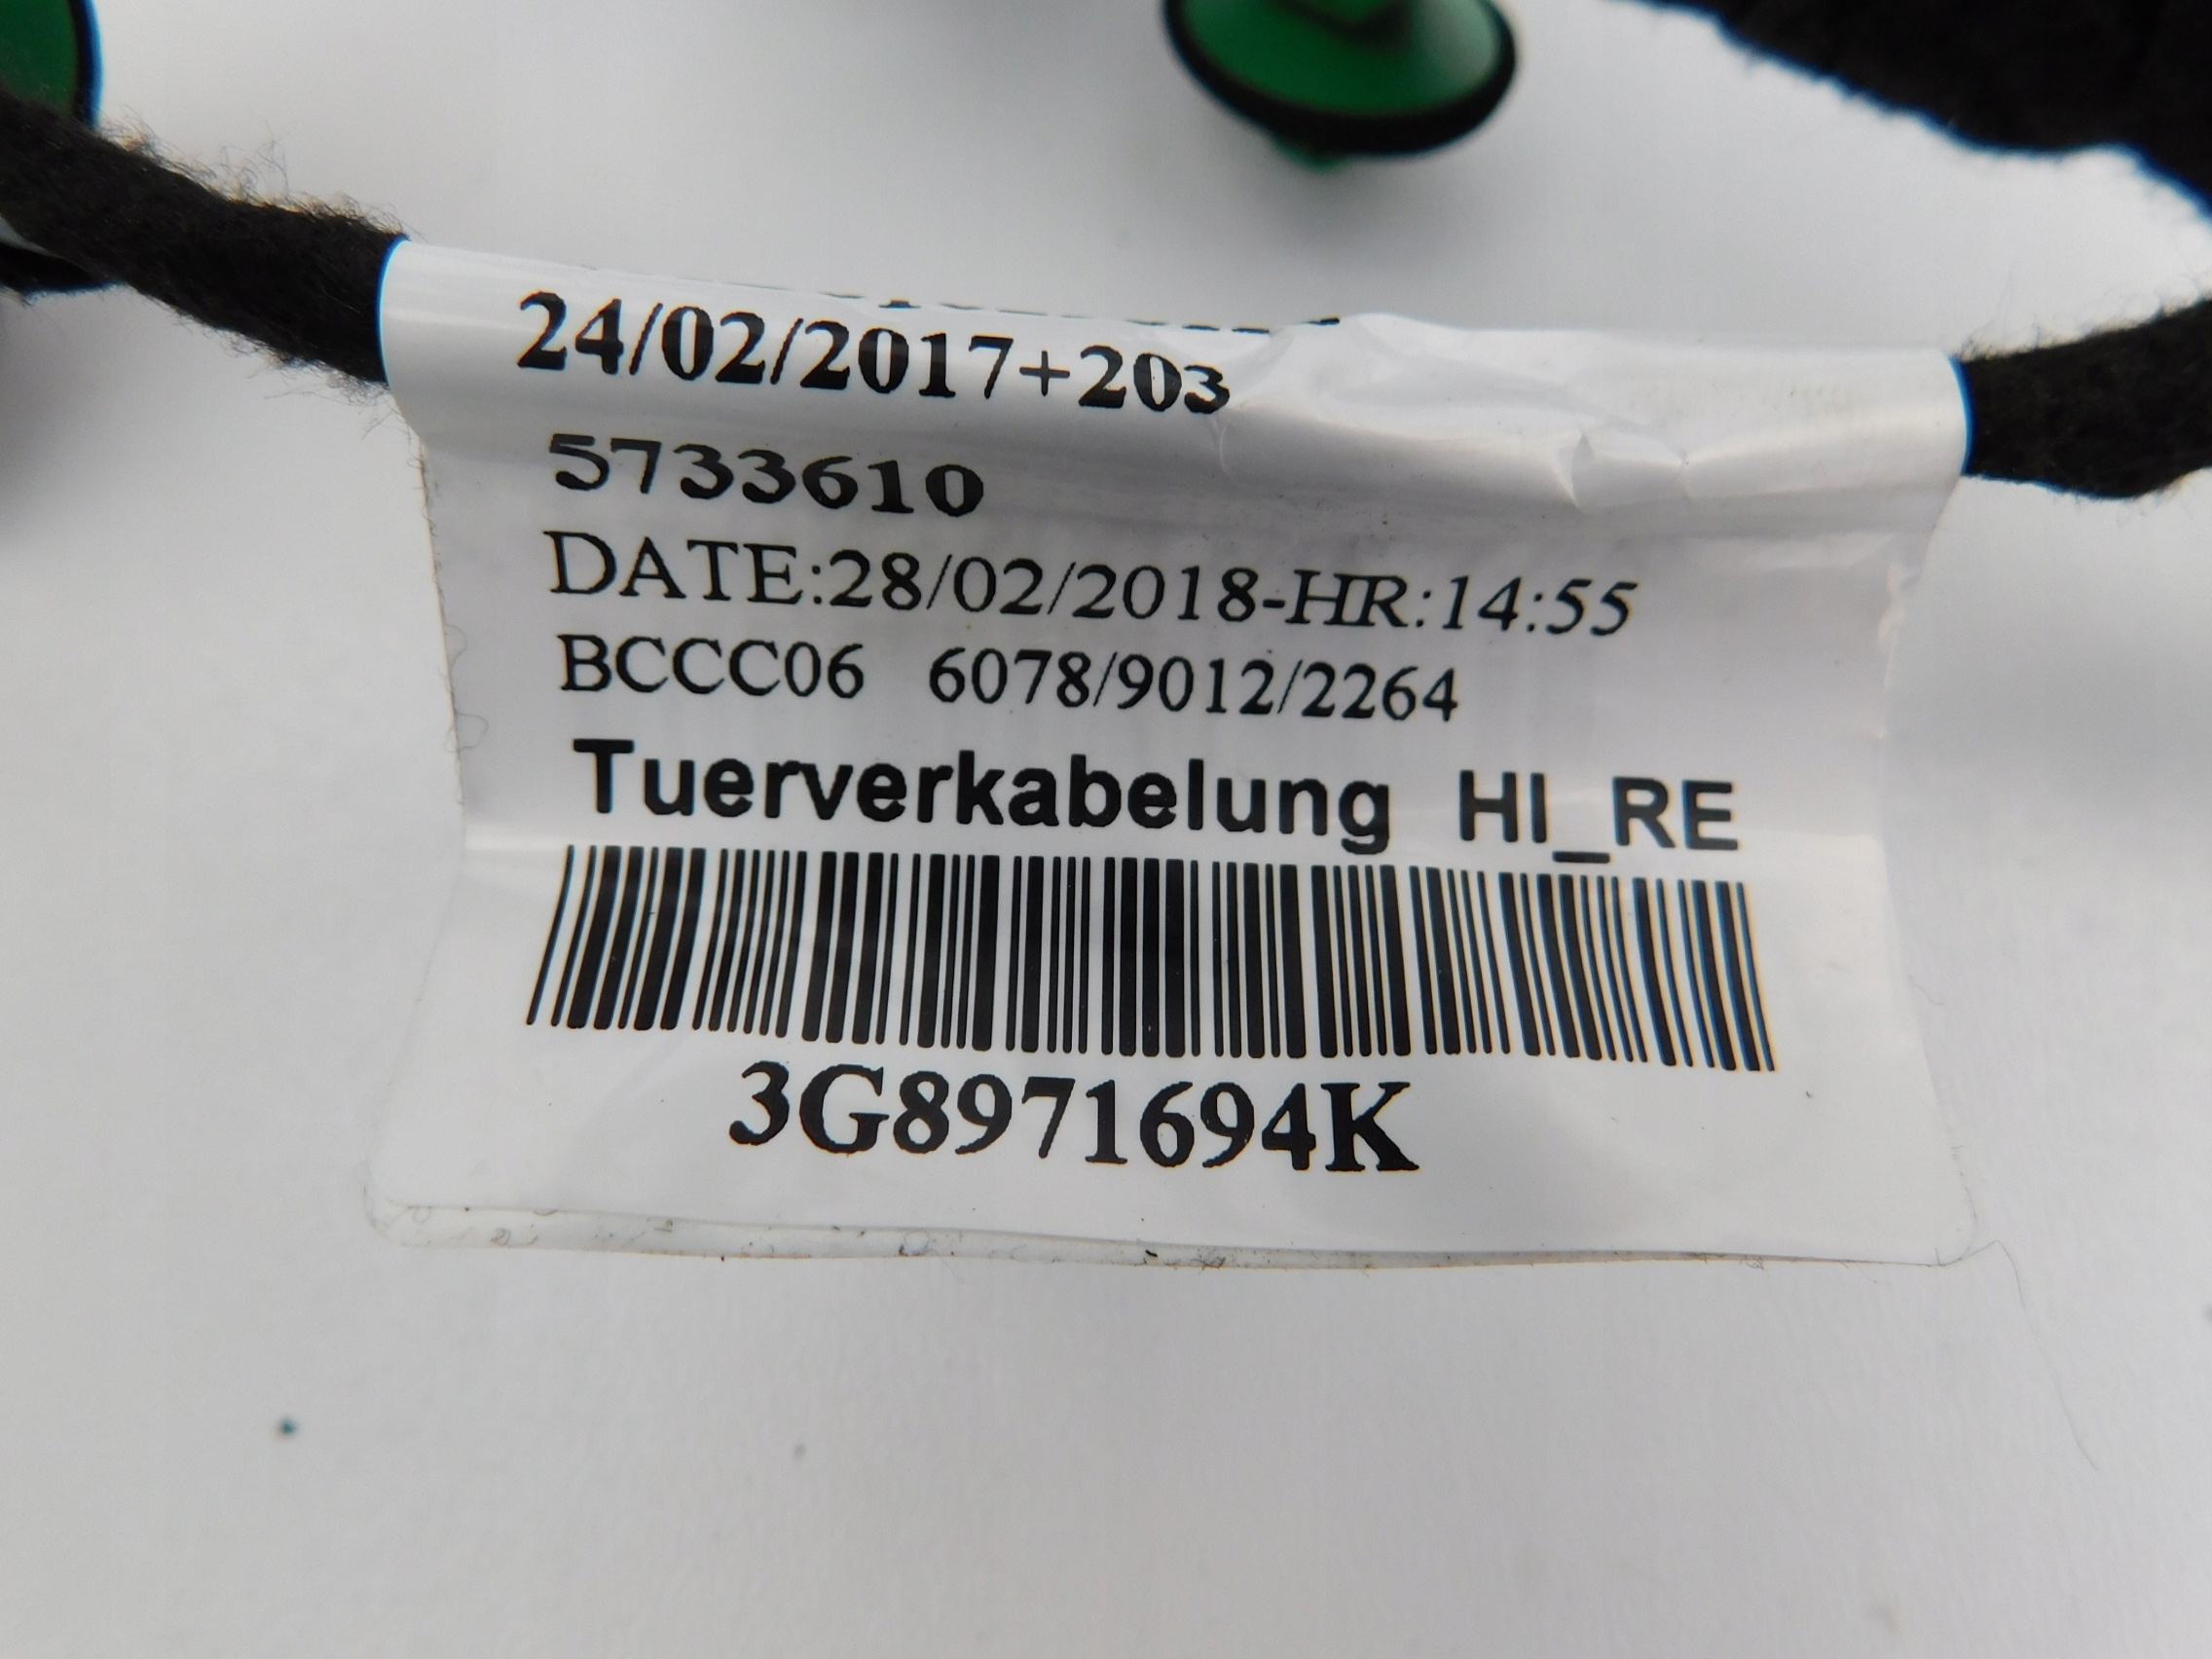 24/02/2017+203
5733610
DATE:28/02/2018-HR:14:55
BCCC06 6078/9012/2264
Tuerverkabelung HI_RE
3G8971694K